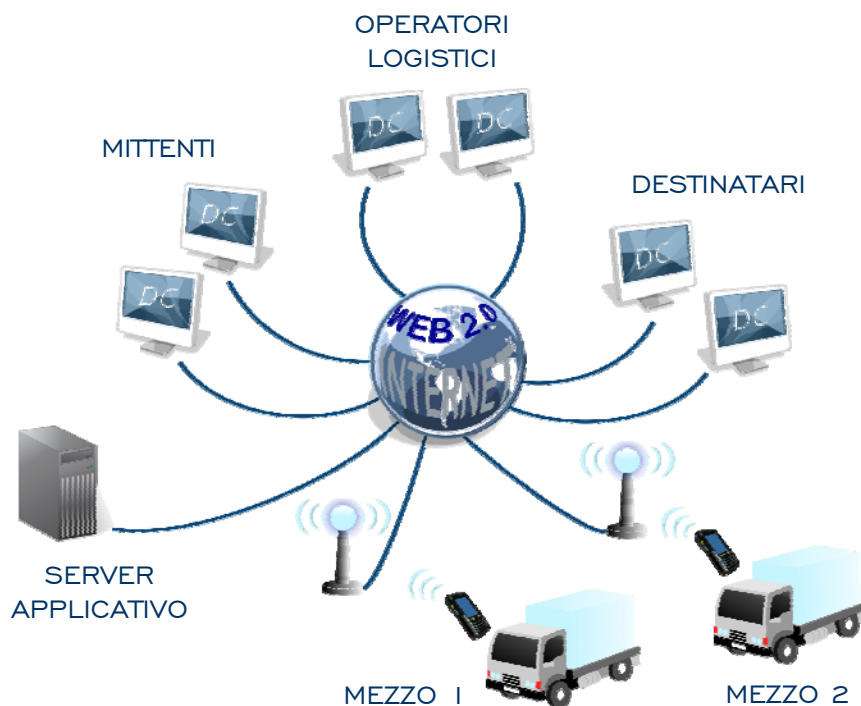 OPERATORI
LOGISTICI
DC
DC
MITTENTI
DESTINATARI
DC
DC
DC
DC
WEB 2.0
INTERNET
SERVER
APPLICATIVO
MEZZO 1
MEZZO 2